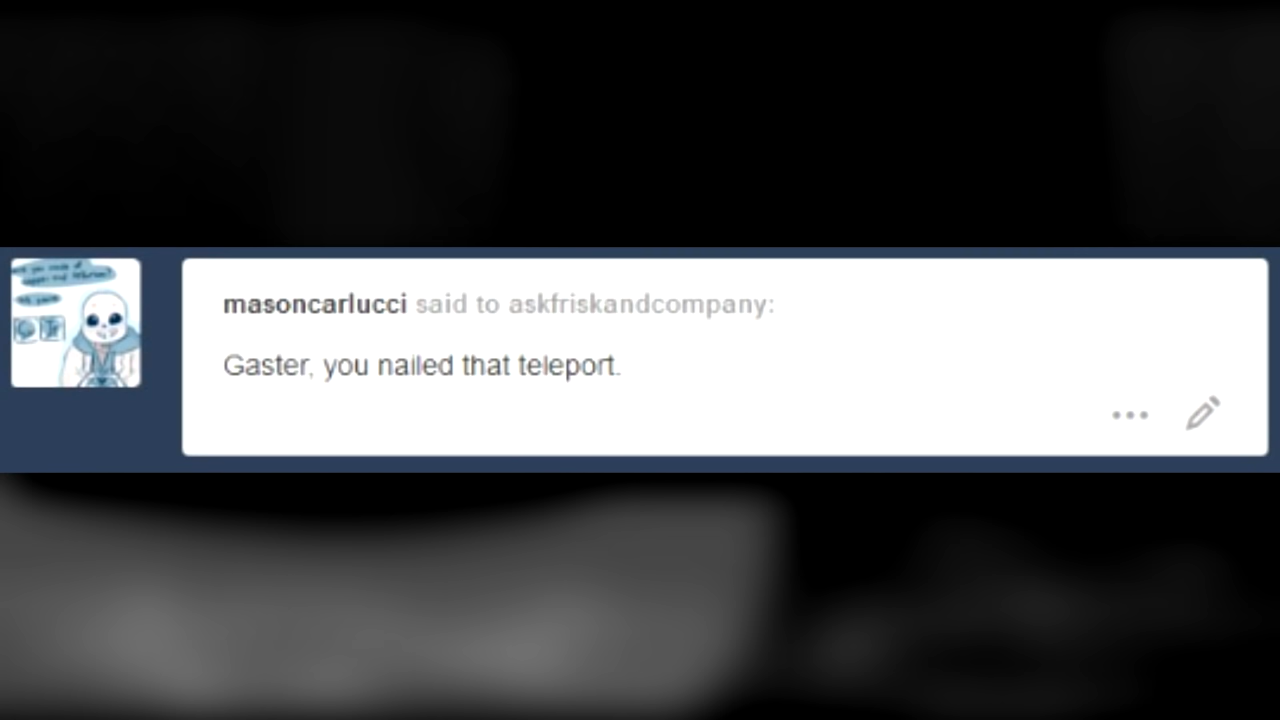 masoncarlucci said to askfriskandcompany:
Gaster, you nailed that teleport.